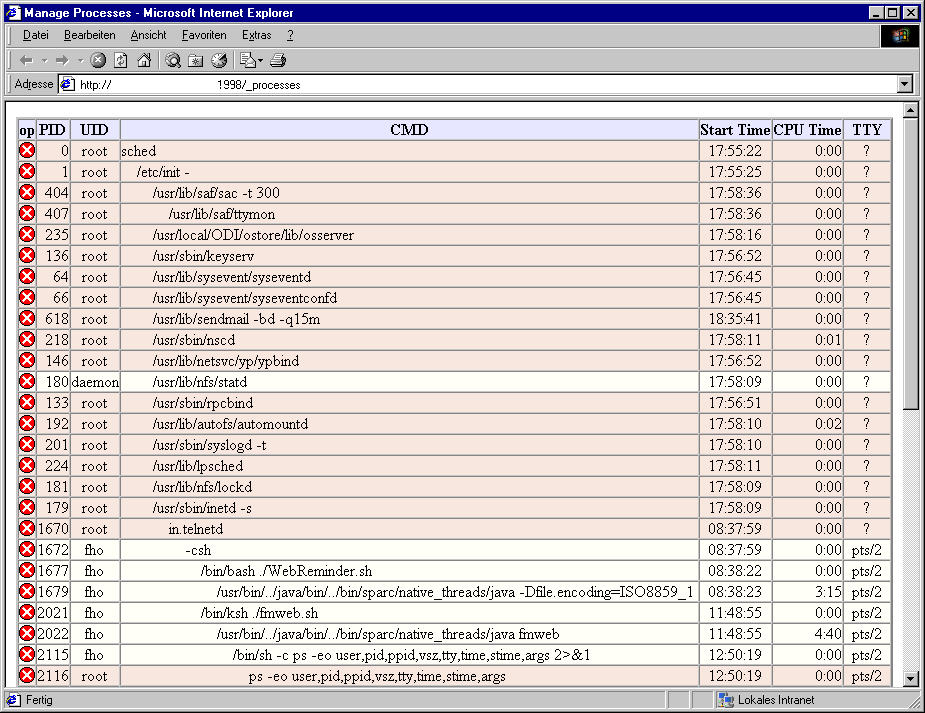 Manage Processes - Microsoft Internet Explorer
Datei Bearbeiten Ansicht Favoriten Extras ?
Adresse http:// 1998/_processes
op PID UID CMD Start Time CPU Time TTY
0 root sched 17:55:22 0:00 ?
1 root /etc/init - 17:55:25 0:00 ?
404 root /usr/lib/saf/sac -t 300 17:58:36 0:00 ?
407 root /usr/lib/saf/ttymon 17:58:36 0:00 ?
235 root /usr/local/ODI/ostore/lib/osserver 17:58:16 0:00 ?
136 root /usr/sbin/keyserv 17:56:52 0:00 ?
64 root /usr/lib/sysevent/syseventd 17:56:45 0:00 ?
66 root /usr/lib/sysevent/syseventconfd 17:56:45 0:00 ?
618 root /usr/lib/sendmail -bd -q15m 18:35:41 0:00 ?
218 root /usr/sbin/nscd 17:58:11 0:01 ?
146 root /usr/lib/netsvc/yp/ypbind 17:56:52 0:00 ?
180 daemon /usr/lib/nfs/statd 17:58:09 0:00 ?
133 root /usr/sbin/rpcbind 17:56:51 0:00 ?
192 root /usr/lib/autofs/automountd 17:58:10 0:02 ?
201 root /usr/sbin/syslogd -t 17:58:10 0:00 ?
224 root /usr/lib/lpsched 17:58:11 0:00 ?
181 root /usr/lib/nfs/lockd 17:58:09 0:00 ?
179 root /usr/sbin/inetd -s 17:58:09 0:00 ?
1670 root in.telnetd 08:37:59 0:00 ?
1672 fho -csh 08:37:59 0:00 pts/2
1677 fho /bin/bash ./WebReminder.sh 08:38:22 0:00 pts/2
1679 fho /usr/bin/../java/bin/../bin/sparc/native_threads/java -Dfile.encoding=ISO8859_1 08:38:23 3:15 pts/2
2021 fho /bin/ksh ./fmweb.sh 11:48:55 0:00 pts/2
2022 fho /usr/bin/../java/bin/../bin/sparc/native_threads/java fmweb 11:48:55 4:40 pts/2
2115 fho /bin/sh -c ps -eo user,pid,ppid,vsz,tty,time,stime,args 2>&1 12:50:19 0:00 pts/2
2116 root ps -eo user,pid,ppid,vsz,tty,time,stime,args 12:50:19 0:00 pts/2
Fertig Lokales Intranet